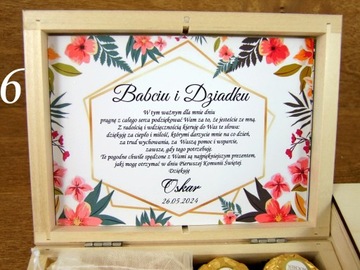 6
Babciu i Dziadku
W tym ważnym dla mnie dniu
pragnę z całego serca podziękować Wam za to, że jesteście ze mną.
Z radością i wdzięcznością kieruję do Was te słowa:
dziękuję za ciepło i miłość, którymi darzycie mnie na co dzień,
za trud wychowania, za Waszą pomoc i wsparcie,
zawsze, gdy tego potrzebuję.
Te pogodne chwile spędzone z Wami są najpiękniejszym prezentem,
jaki mogę otrzymać w dniu Pierwszej Komunii Świętej.
Dziękuję
Oskar
26.05.2024